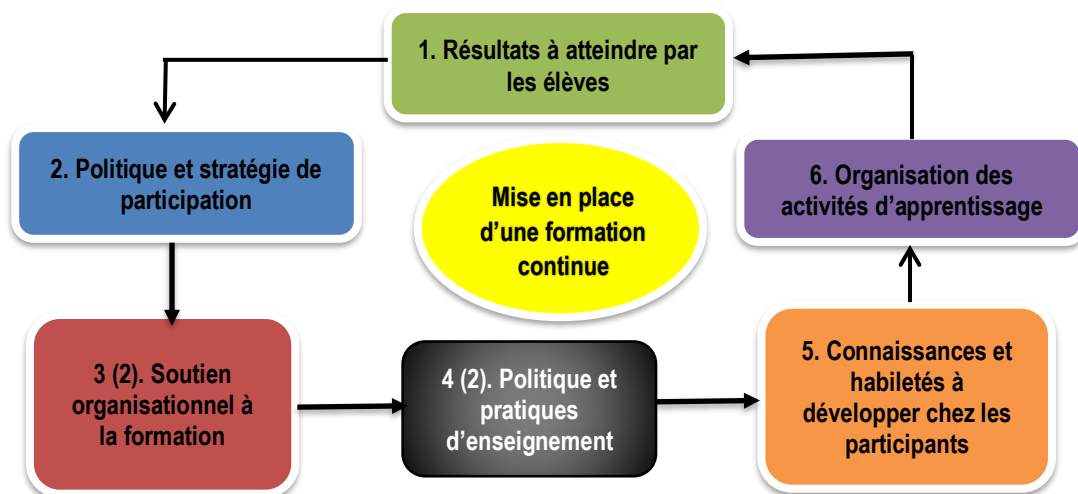 1. Résultats à atteindre par
les élèves
2. Politique et stratégie de
participation
Mise en place
d’une formation
continue
6. Organisation des
activités d’apprentissage
3 (2). Soutien
organisationnel à
la formation
4 (2). Politique et
pratiques
d’enseignement
5. Connaissances et
habiletés à
développer chez les
participants